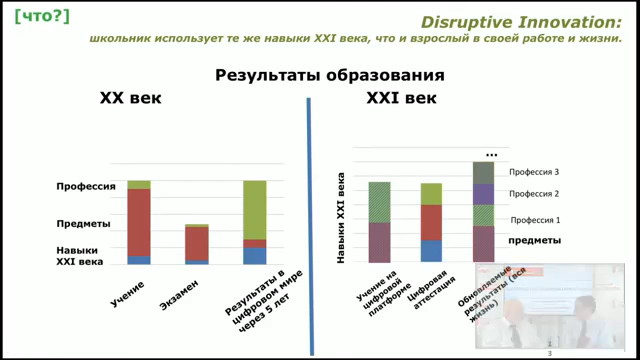 [что?]
Disruptive Innovation:
школьник использует те же навыки XXI века, что и взрослый в своей работе и жизни.
Результаты образования
XX век
XXI век
Профессия
Предметы
Навыки
XXI века
Учение
Экзамен
Результаты в
цифровом мире
через 5 лет
Навыки XXI века
...
Профессия 3
Профессия 2
Профессия 1
предметы
Учение на
цифровой
платформе
Цифровая
аттестация
Обновляемые
результаты (вся
жизнь)
3